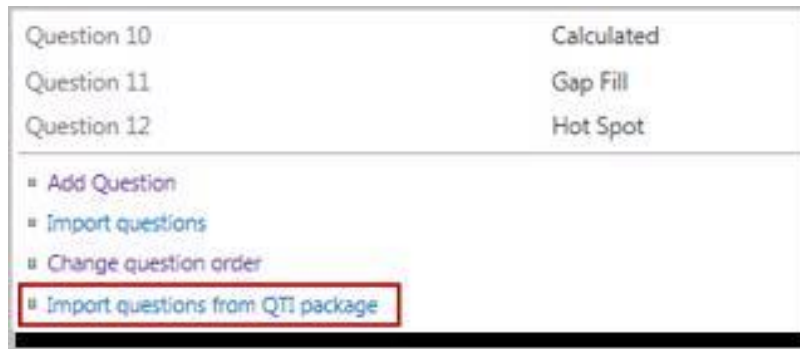 Question 10 Calculated
Question 11 Gap Fill
Question 12 Hot Spot
Add Question
Import questions
Change question order
Import questions from QTI package